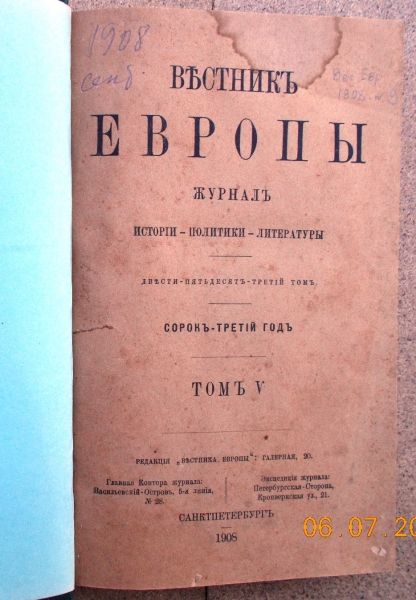 1908
сент.
ВѢСТНИКЪ
ЕВРОПЫ
ЖУРНАЛЪ
ИСТОРІИ – ПОЛИТИКИ – ЛИТЕРАТУРЫ
ДВѢСТИ-ПЯТЬДЕСЯТЪ-ТРЕТІЙ ТОМЪ
СОРОКЪ-ТРЕТІЙ ГОДЪ
ТОМЪ V
РЕДАКЦІЯ „ВѢСТНИКА ЕВРОПЫ": ГАЛЕРНАЯ, 20.
Главная Контора журнала:
Васильевскій-Островъ, 5-я линія,
№ 28.
Экспедиція журнала:
Петербургская-Сторона,
Кронверкская ул., 21.
САНКТПЕТЕРБУРГЪ
1908
06.07.20